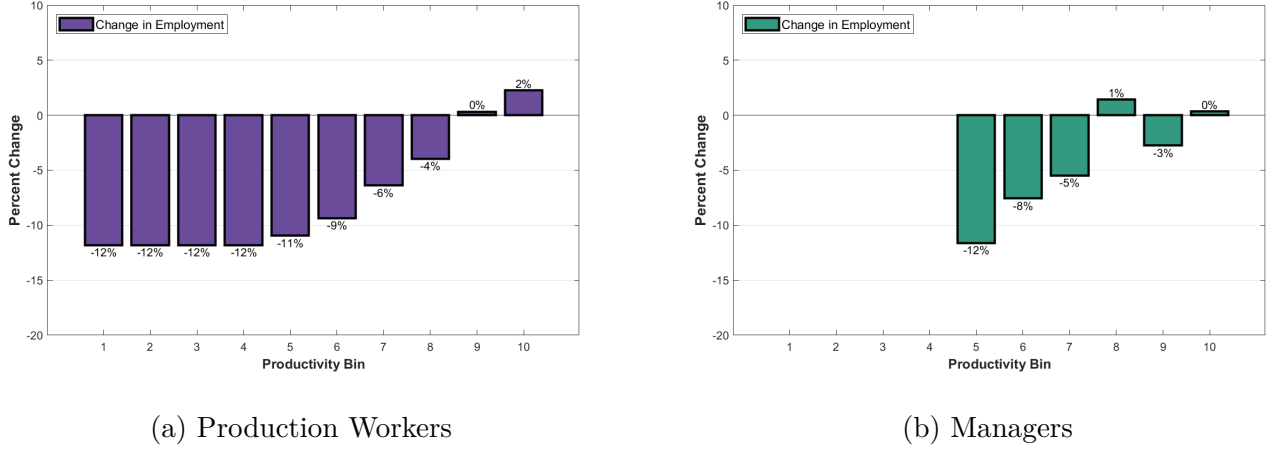 10
5
0
-5
-10
-15
-20
Percent Change
Change in Employment
-12% -12% -12% -12% -11% -9% -6% -4% 0% 2%
1 2 3 4 5 6 7 8 9 10
Productivity Bin
(a) Production Workers
10
5
0
-5
-10
-15
-20
Percent Change
Change in Employment
-12% -8% -5% 1% -3% 0%
1 2 3 4 5 6 7 8 9 10
Productivity Bin
(b) Managers